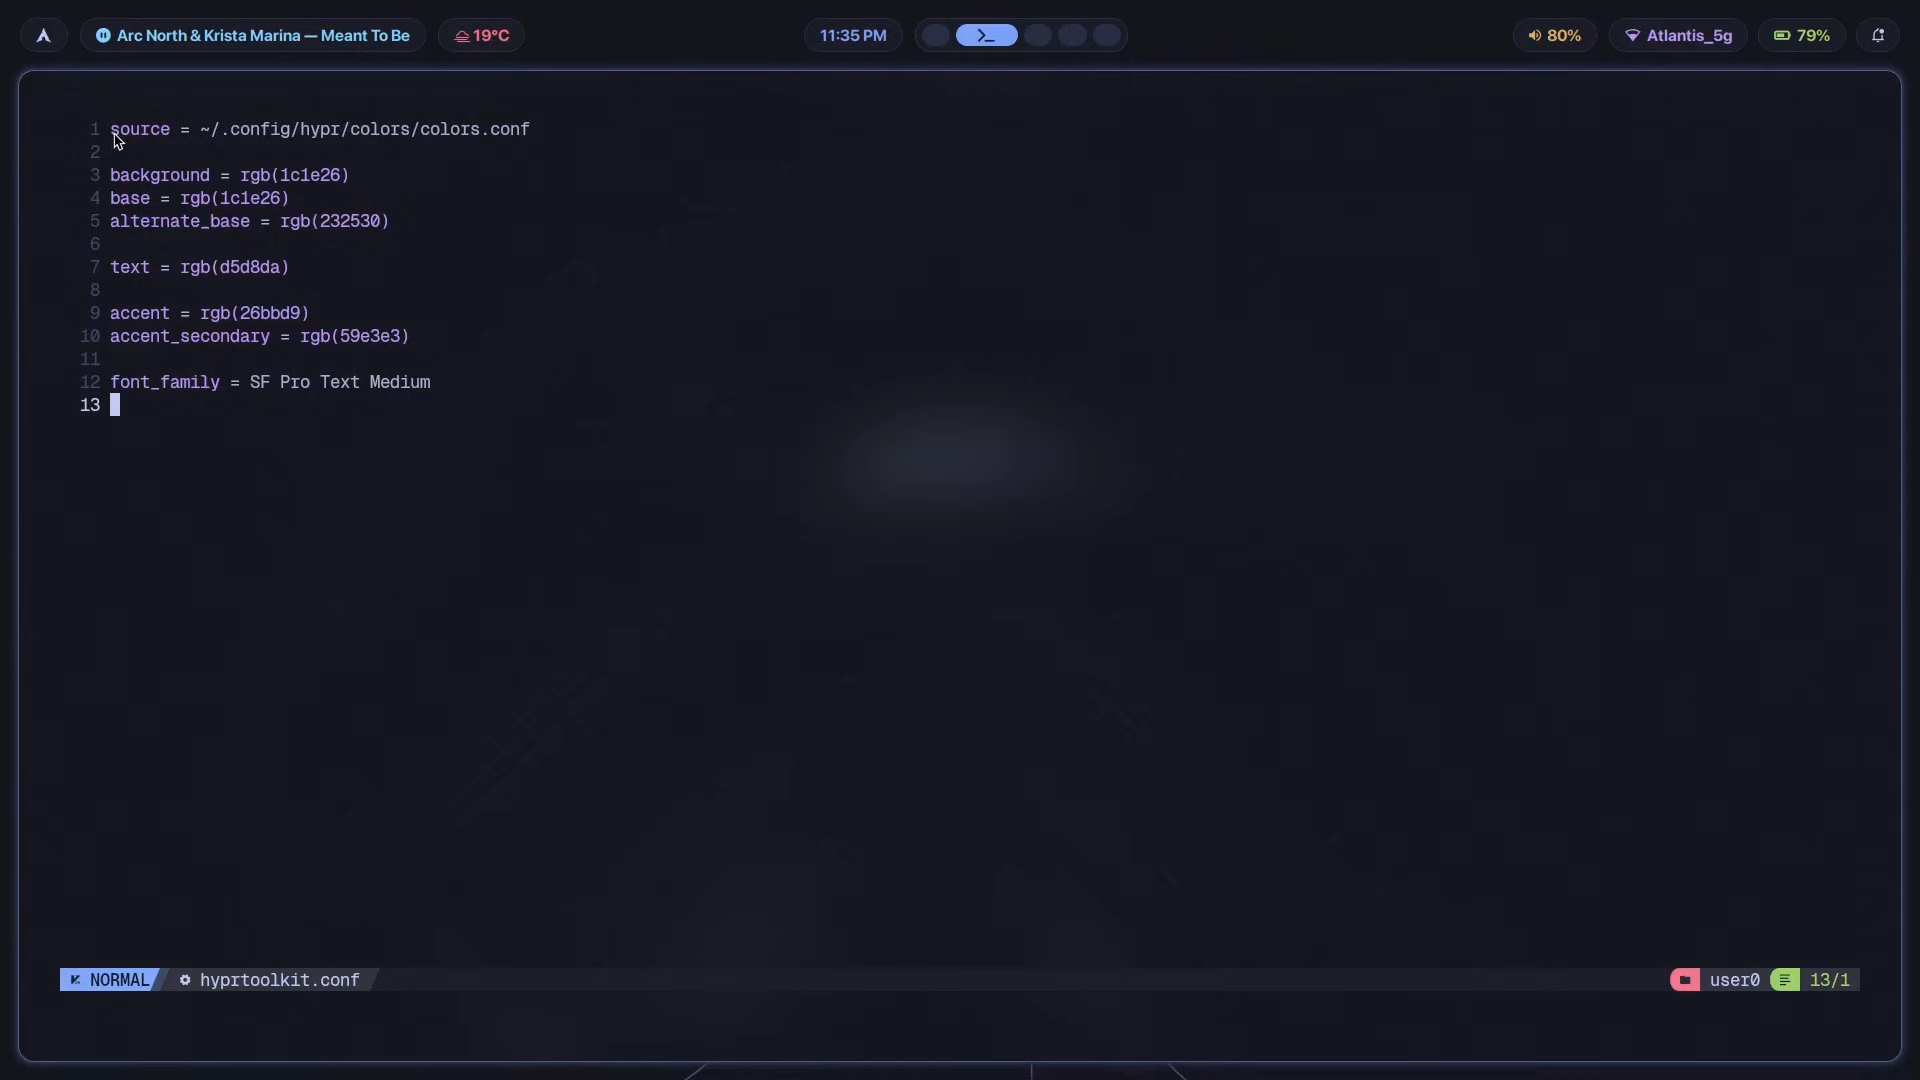 Arc North & Krista Marina — Meant To Be
19°C
11:35 PM
80%
Atlantis_5g
79%
1 source = ~/.config/hypr/colors/colors.conf
2
3 background = rgb(1c1e26)
4 base = rgb(1c1e26)
5 alternate_base = rgb(232530)
6
7 text = rgb(d5d8da)
8
9 accent = rgb(26bbd9)
10 accent_secondary = rgb(59e3e3)
11
12 font_family = SF Pro Text Medium
13
NORMAL hyprtoolkit.conf user0 13/1